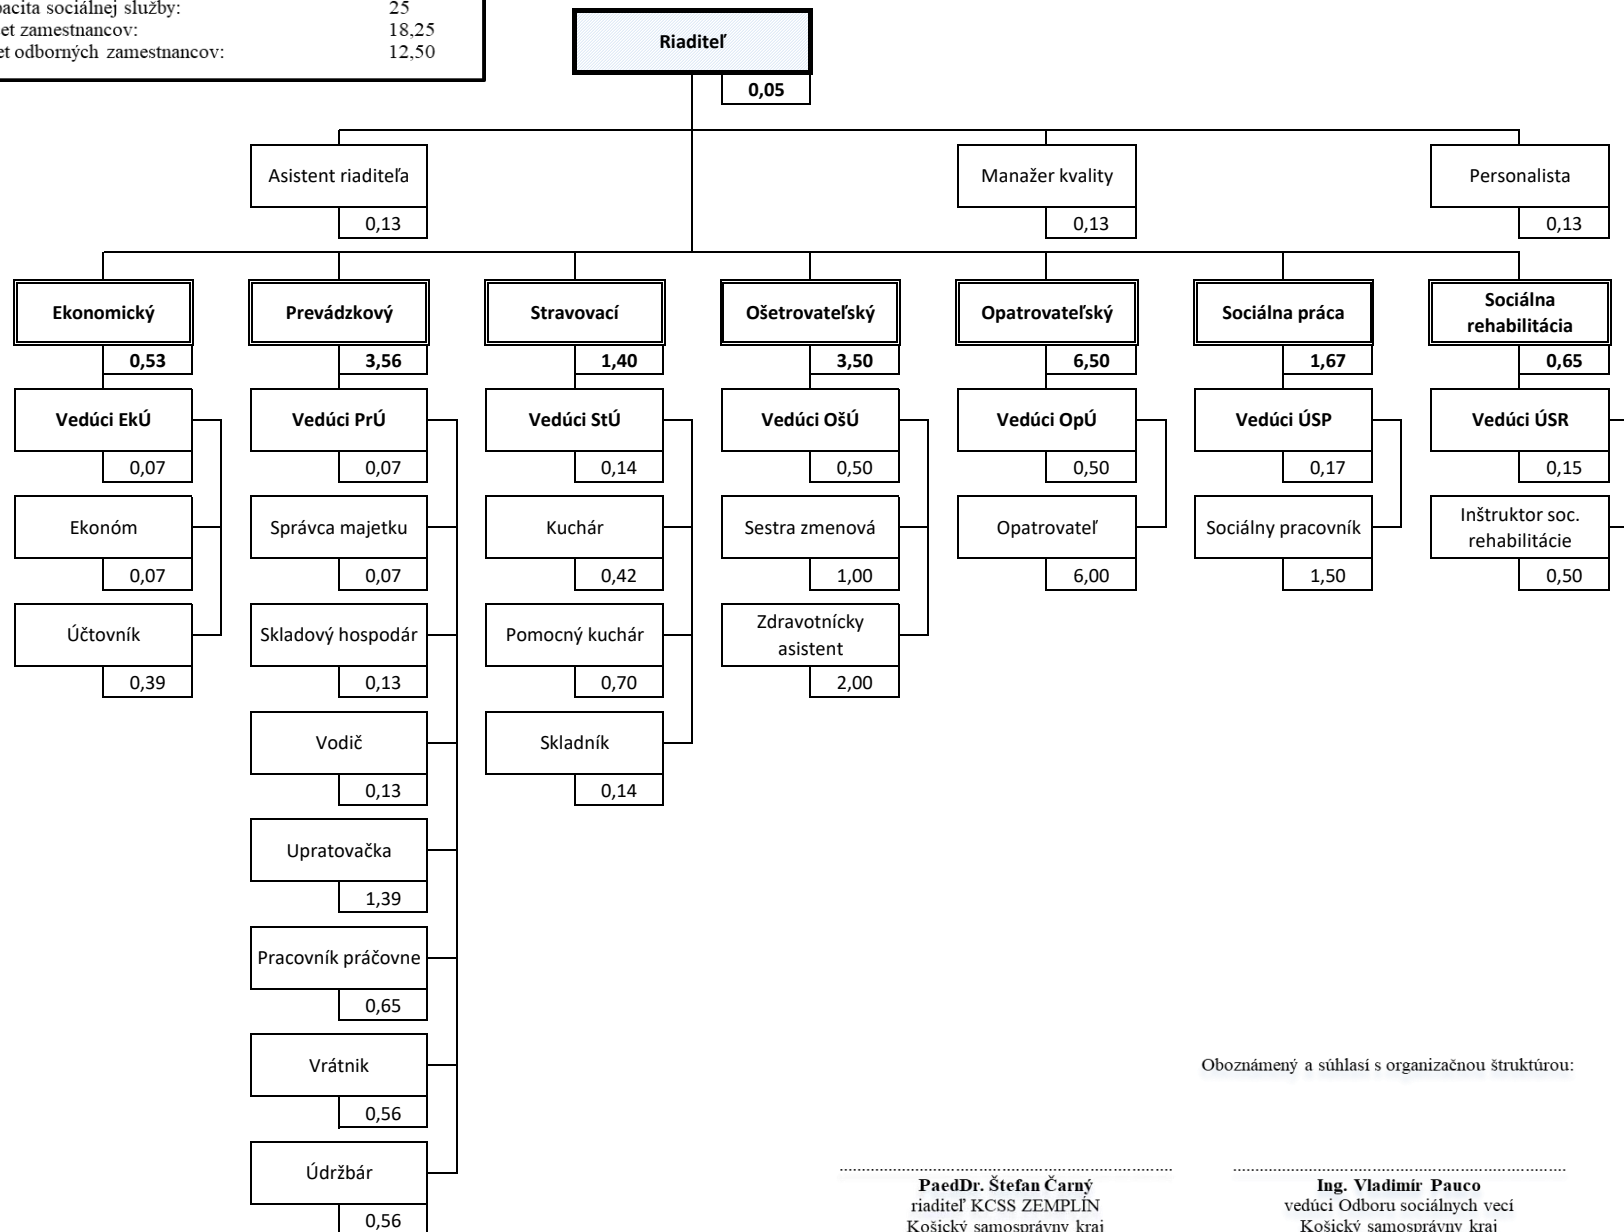 sociálnej služby: 25
zamestnancov: 18,25
odborných zamestnancov: 12,50
Riaditeľ
0,05
Asistent riaditeľa
0,13
Manažer kvality
0,13
Personalista
0,13
Ekonomický
0,53
Prevádzkový
3,56
Stravovací
1,40
Ošetrovateľský
3,50
Opatrovateľský
6,50
Sociálna práca
1,67
Sociálna
rehabilitácia
0,65
Vedúci EkÚ
0,07
Ekonóm
0,07
Účtovník
0,39
Vedúci PrÚ
0,07
Správca majetku
0,07
Skladový hospodár
0,13
Vodič
0,13
Upratovačka
1,39
Pracovník práčovne
0,65
Vrátnik
0,56
Údržbár
0,56
Vedúci StÚ
0,14
Kuchár
0,42
Pomocný kuchár
0,70
Skladník
0,14
Vedúci OšÚ
0,50
Sestra zmenová
1,00
Zdravotnícky
asistent
2,00
Vedúci OpÚ
0,50
Opatrovateľ
6,00
Vedúci ÚSP
0,17
Sociálny pracovník
1,50
Vedúci ÚSR
0,15
Inštruktor soc.
rehabilitácie
0,50
Oboznámený a súhlasí s organizačnou štruktúrou:
PaedDr. Štefan Čarný
riaditeľ KCSS ZEMPLÍN
Košický samosprávny kraj
Ing. Vladimír Pauco
vedúci Odboru sociálnych vecí
Košický samosprávny kraj